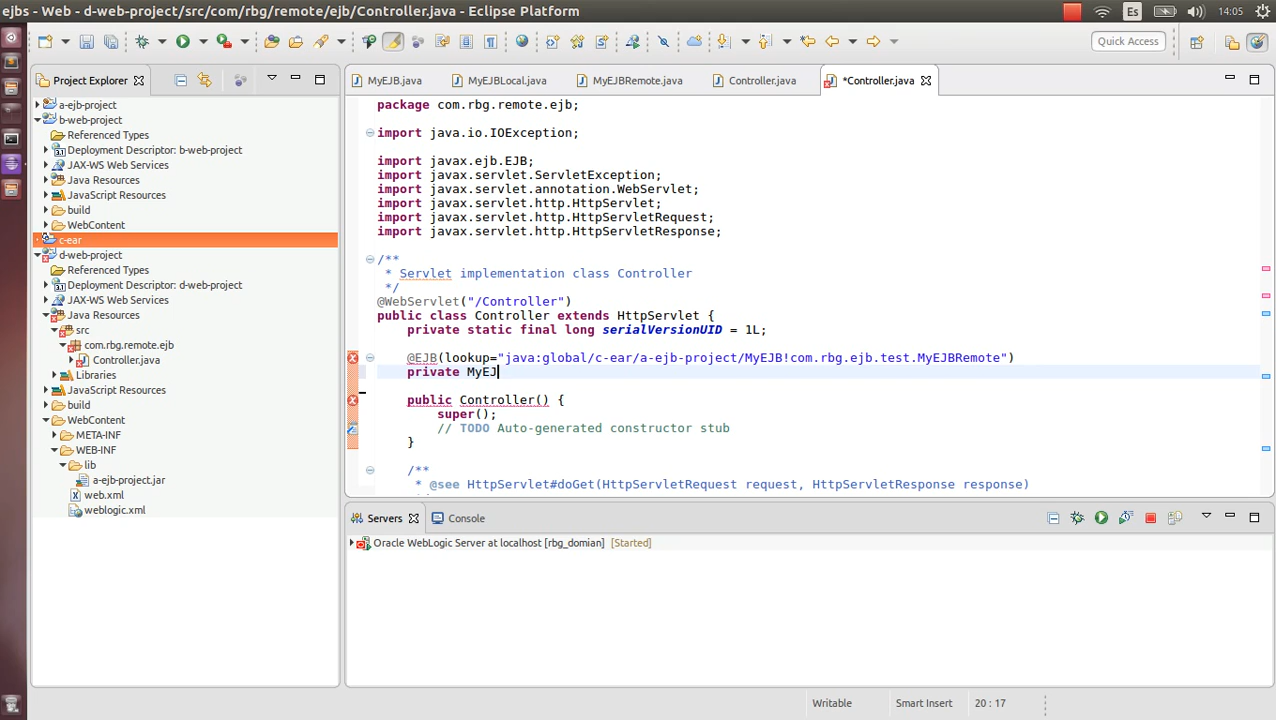 ejbs - Web - d-web-project/src/com/rbg/remote/ejb/Controller.java - Eclipse Platform
Es
14:05
Quick Access
Project Explorer
MyEJB.java
MyEJBLocal.java
MyEJBRemote.java
Controller.java
*Controller.java
a-ejb-project
b-web-project
Referenced Types
Deployment Descriptor: b-web-project
JAX-WS Web Services
Java Resources
JavaScript Resources
build
WebContent
c-ear
d-web-project
Referenced Types
Deployment Descriptor: d-web-project
JAX-WS Web Services
Java Resources
src
com.rbg.remote.ejb
Controller.java
Libraries
JavaScript Resources
build
WebContent
META-INF
WEB-INF
lib
a-ejb-project.jar
web.xml
weblogic.xml
package com.rbg.remote.ejb;
import java.io.IOException;
import javax.ejb.EJB;
import javax.servlet.ServletException;
import javax.servlet.annotation.WebServlet;
import javax.servlet.http.HttpServlet;
import javax.servlet.http.HttpServletRequest;
import javax.servlet.http.HttpServletResponse;
/**
* Servlet implementation class Controller
*/
@WebServlet("/Controller")
public class Controller extends HttpServlet {
private static final long serialVersionUID = 1L;
@EJB(lookup="java:global/c-ear/a-ejb-project/MyEJB!com.rbg.ejb.test.MyEJBRemote")
private MyEJ
public Controller() {
super();
// TODO Auto-generated constructor stub
}
/**
* @see HttpServlet#doGet(HttpServletRequest request, HttpServletResponse response)
Servers
Console
Oracle WebLogic Server at localhost [rbg_domian] [Started]
Writable
Smart Insert
20 : 17